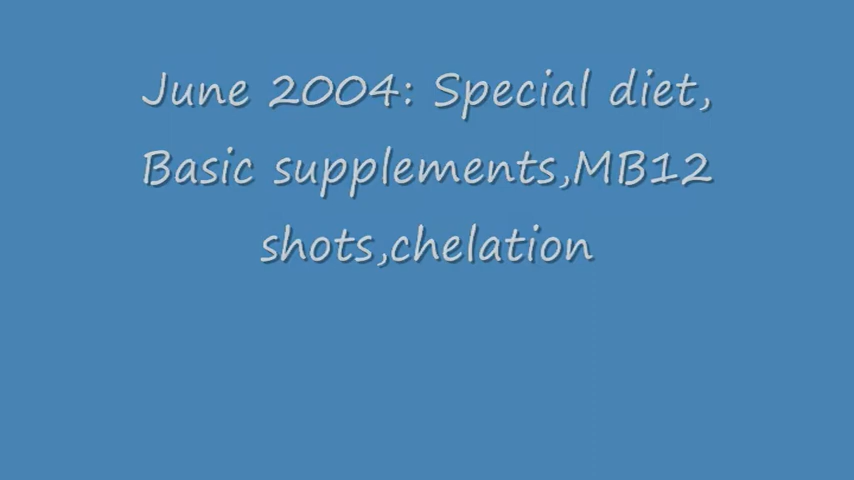 June 2004: Special diet,
Basic supplements,MB12
shots,chelation